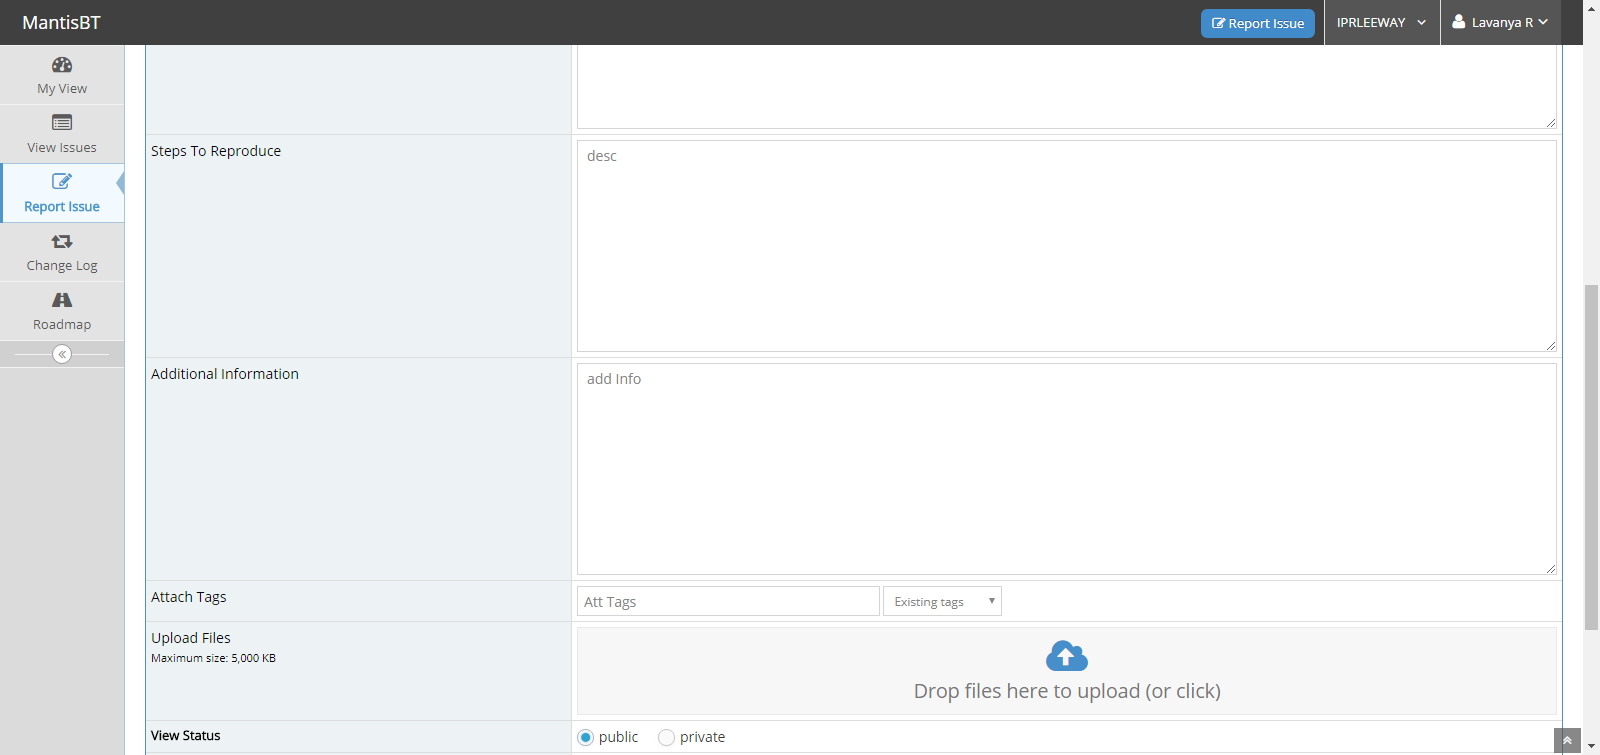 MantisBT
Report Issue
IPRLEEWAY
Lavanya R
My View
View Issues
Report Issue
Change Log
Roadmap
Steps To Reproduce
desc
Additional Information
add Info
Attach Tags
Att Tags
Existing tags
Upload Files
Maximum size: 5,000 KB
Drop files here to upload (or click)
View Status
public
private